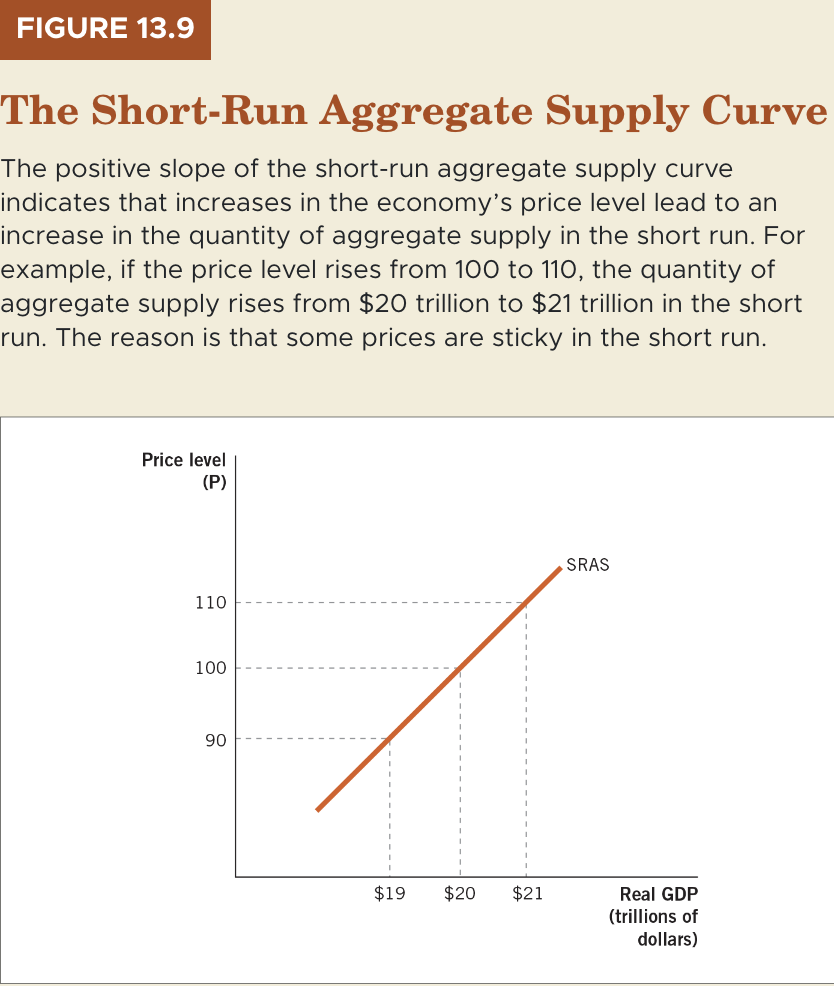 FIGURE 13.9
The Short-Run Aggregate Supply Curve
The positive slope of the short-run aggregate supply curve
indicates that increases in the economy’s price level lead to an
increase in the quantity of aggregate supply in the short run. For
example, if the price level rises from 100 to 110, the quantity of
aggregate supply rises from $20 trillion to $21 trillion in the short
run. The reason is that some prices are sticky in the short run.
Price level
(P)
SRAS
110
100
90
$19 $20 $21
Real GDP
(trillions of
dollars)